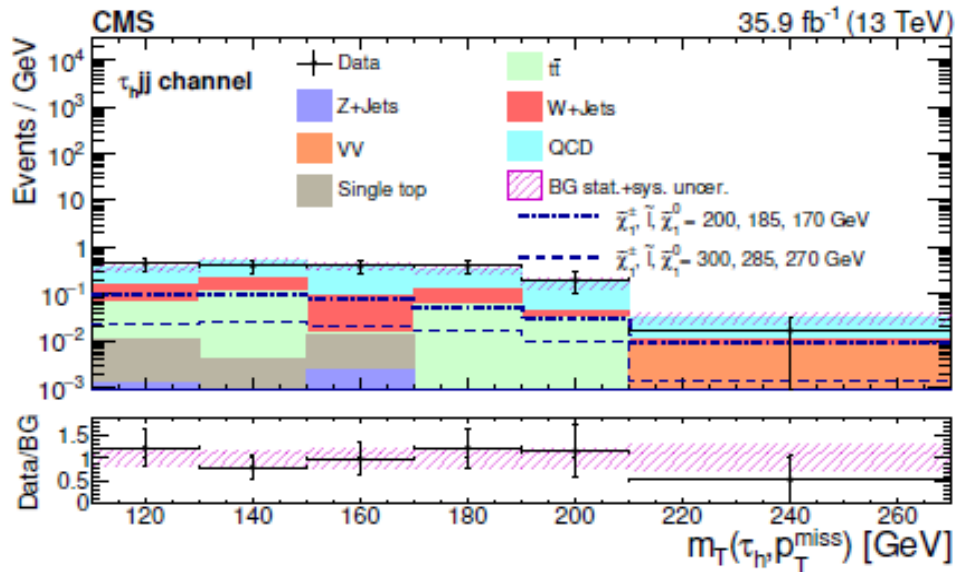 CMS 35.9 fb⁻¹ (13 TeV)
Events / GeV
10⁴
10³
10²
10
1
10⁻¹
10⁻²
10⁻³
τₕjj channel
Data
Z+Jets
VV
Single top
tt̄
W+Jets
QCD
BG stat.+sys. uncer.
χ̃₁±, l̃, χ̃₁⁰ = 200, 185, 170 GeV
χ̃₁±, l̃, χ̃₁⁰ = 300, 285, 270 GeV
Data/BG
1.5
1
0.5
0
120 140 160 180 200 220 240 260
m_T(τₕ,p_T^miss) [GeV]